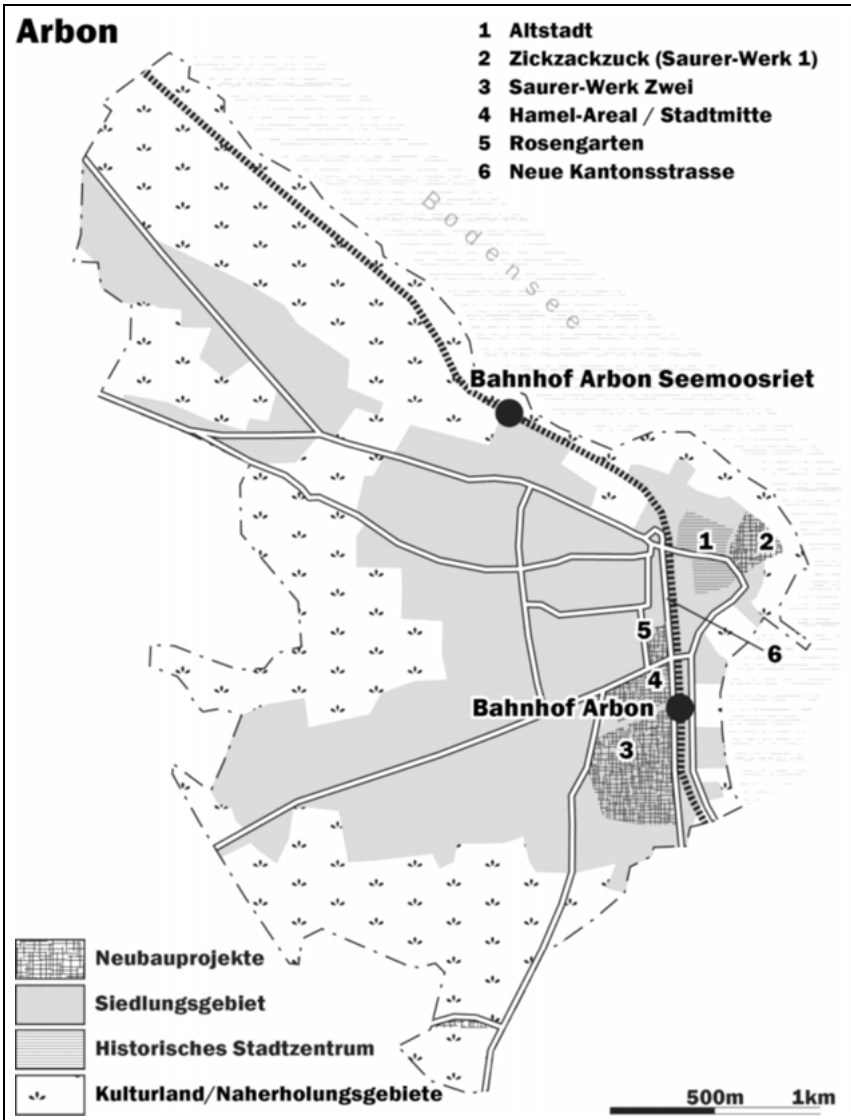 Arbon
1 Altstadt
2 Zickzackzuck (Saurer-Werk 1)
3 Saurer-Werk Zwei
4 Hamel-Areal / Stadtmitte
5 Rosengarten
6 Neue Kantonsstrasse
Bodensee
Bahnhof Arbon Seemoosriet
1
2
5
6
4
Bahnhof Arbon
3
Neubauprojekte
Siedlungsgebiet
Historisches Stadtzentrum
Kulturland/Naherholungsgebiete
500m 1km